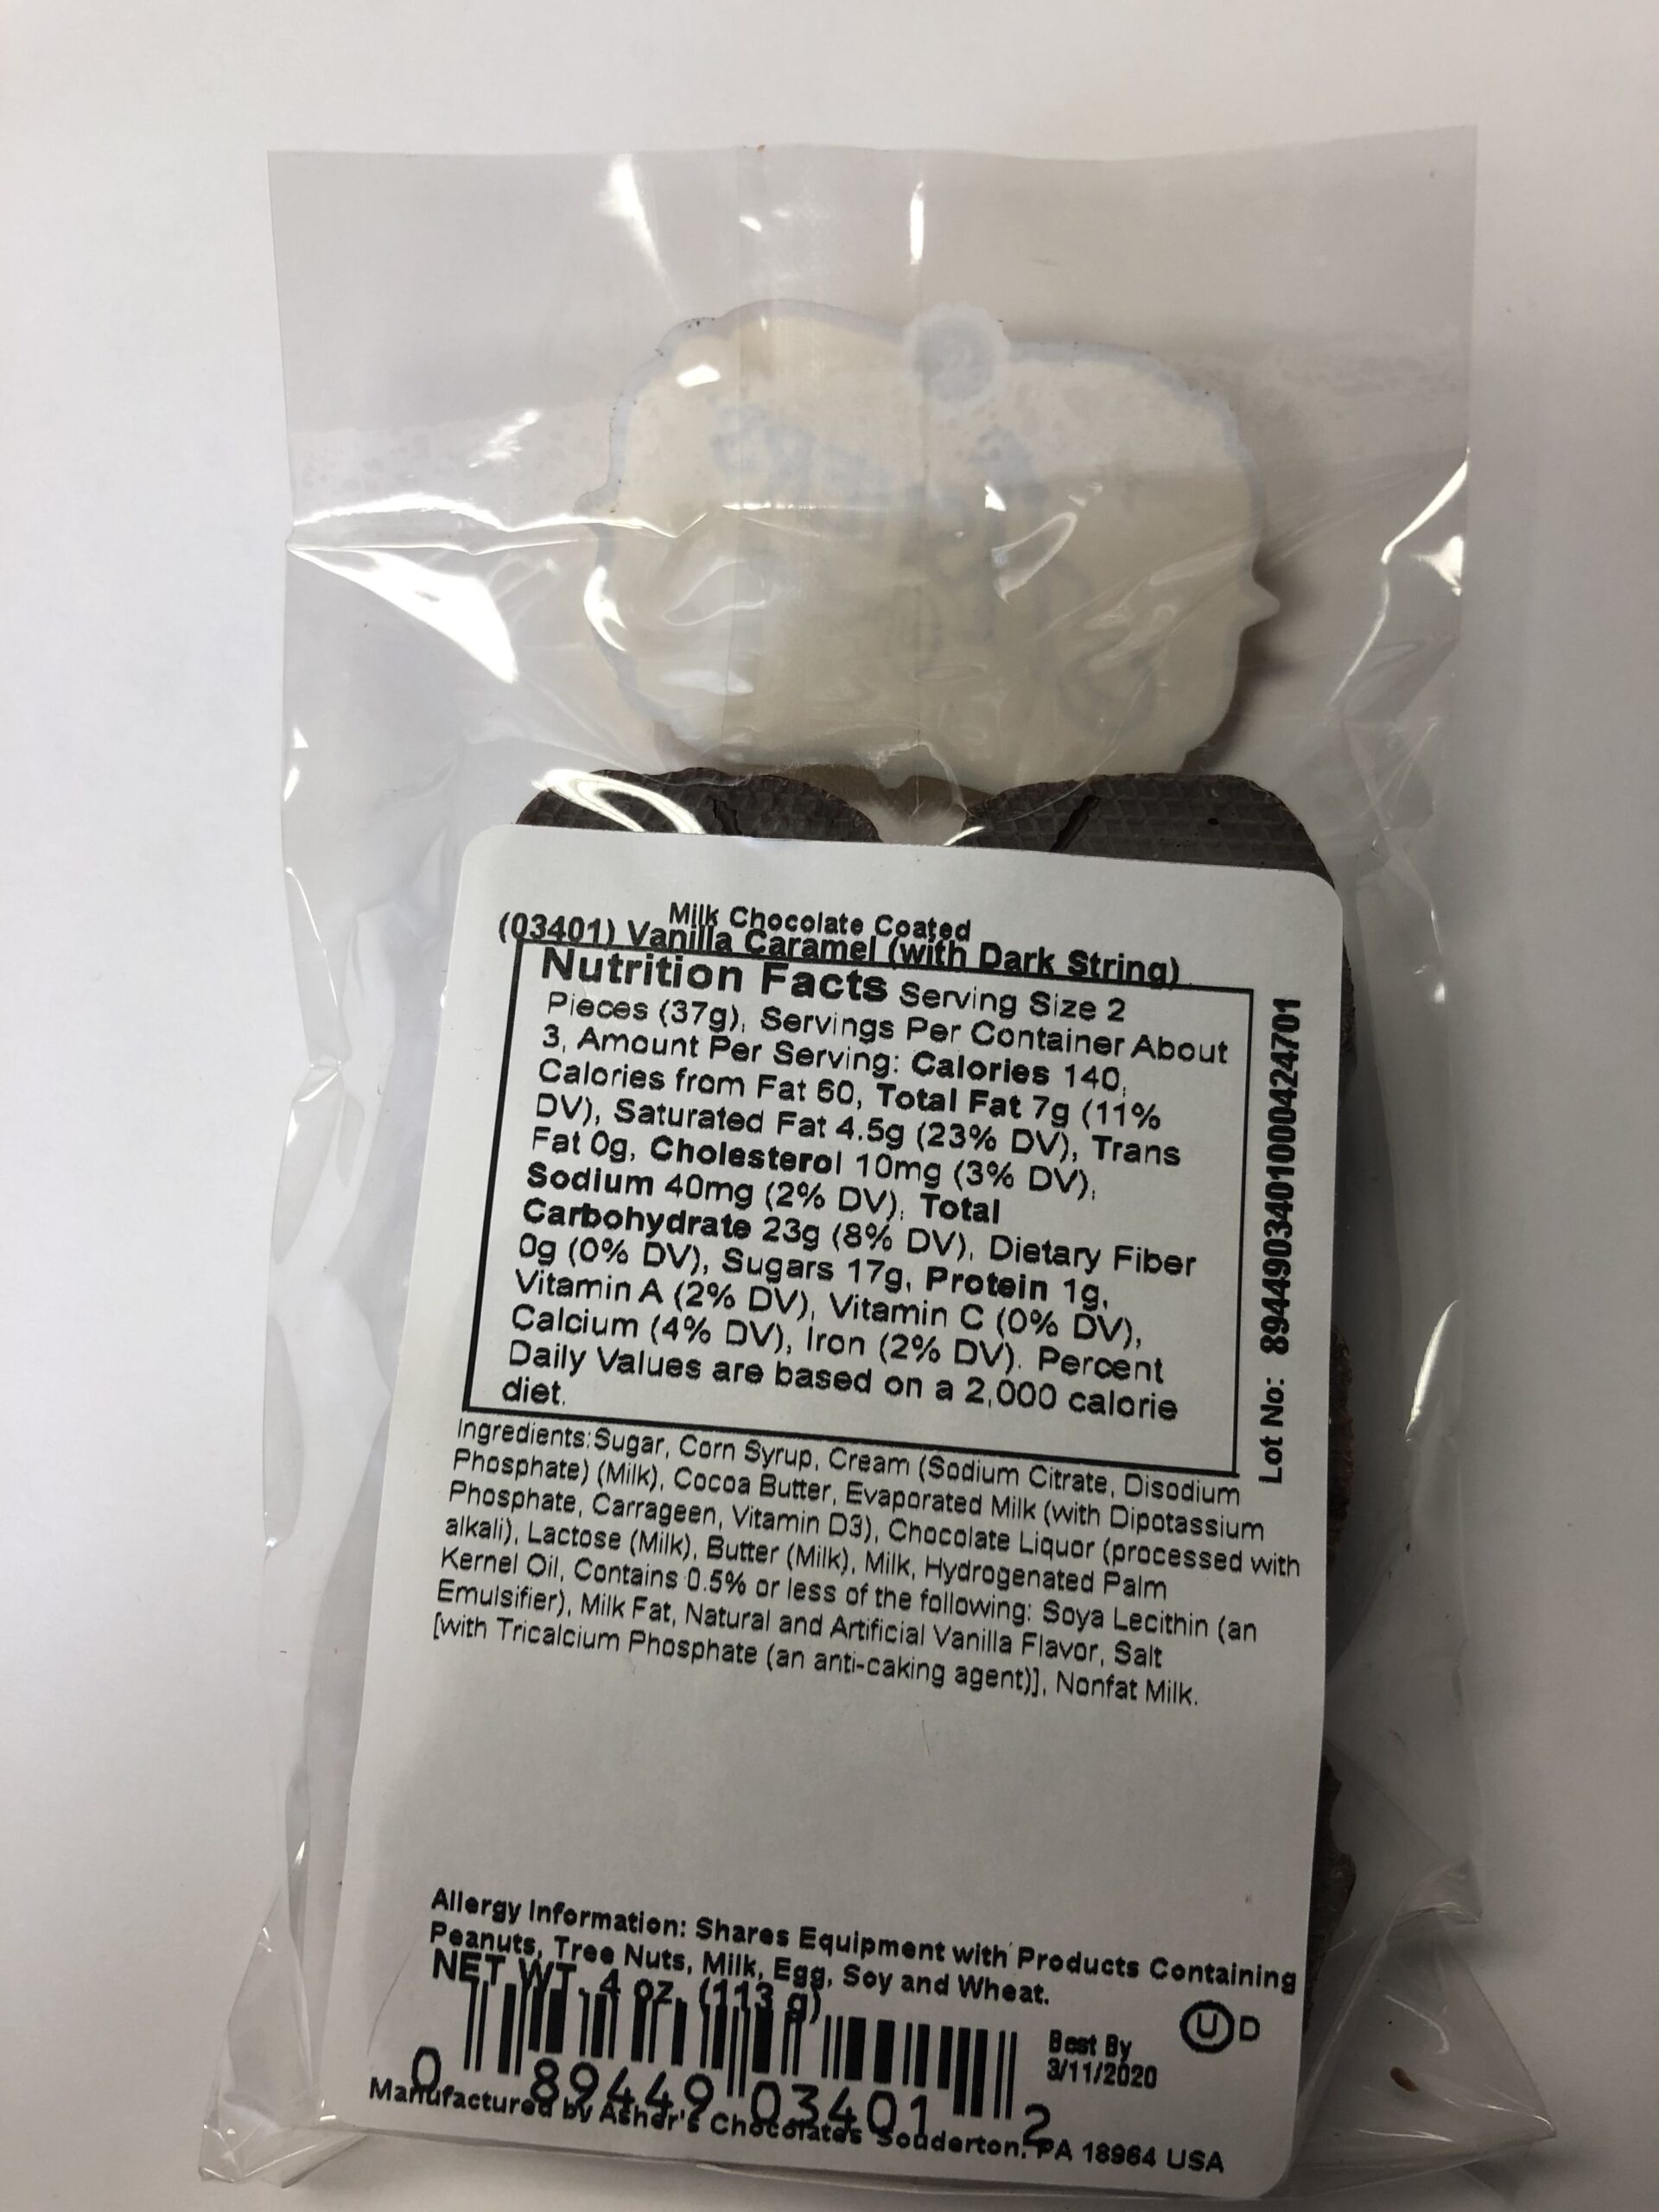 Milk Chocolate Coated
(03401) Vanilla Caramel (with Dark String)
Nutrition Facts Serving Size 2
Pieces (37g), Servings Per Container About
3, Amount Per Serving: Calories 140,
Calories from Fat 60, Total Fat 7g (11%
DV), Saturated Fat 4.5g (23% DV), Trans
Fat 0g, Cholesterol 10mg (3% DV),
Sodium 40mg (2% DV), Total
Carbohydrate 23g (8% DV), Dietary Fiber
0g (0% DV), Sugars 17g, Protein 1g,
Vitamin A (2% DV), Vitamin C (0% DV),
Calcium (4% DV), Iron (2% DV). Percent
Daily Values are based on a 2,000 calorie
diet.
Lot No: 894490340100042470​1
Ingredients:Sugar, Corn Syrup, Cream (Sodium Citrate, Disodium
Phosphate) (Milk), Cocoa Butter, Evaporated Milk (with Dipotassium
Phosphate, Carrageen, Vitamin D3), Chocolate Liquor (processed with
alkali), Lactose (Milk), Butter (Milk), Milk, Hydrogenated Palm
Kernel Oil, Contains 0.5% or less of the following: Soya Lecithin (an
Emulsifier), Milk Fat, Natural and Artificial Vanilla Flavor, Salt
[with Tricalcium Phosphate (an anti-caking agent)], Nonfat Milk.
Allergy Information: Shares Equipment with Products Containing
Peanuts, Tree Nuts, Milk, Egg, Soy and Wheat.
NET WT. 4 oz. (113 g)
U D
Best By
3/11/2020
0 89449 03401 2
Manufactured by Asher's Chocolates Souderton, PA 18964 USA